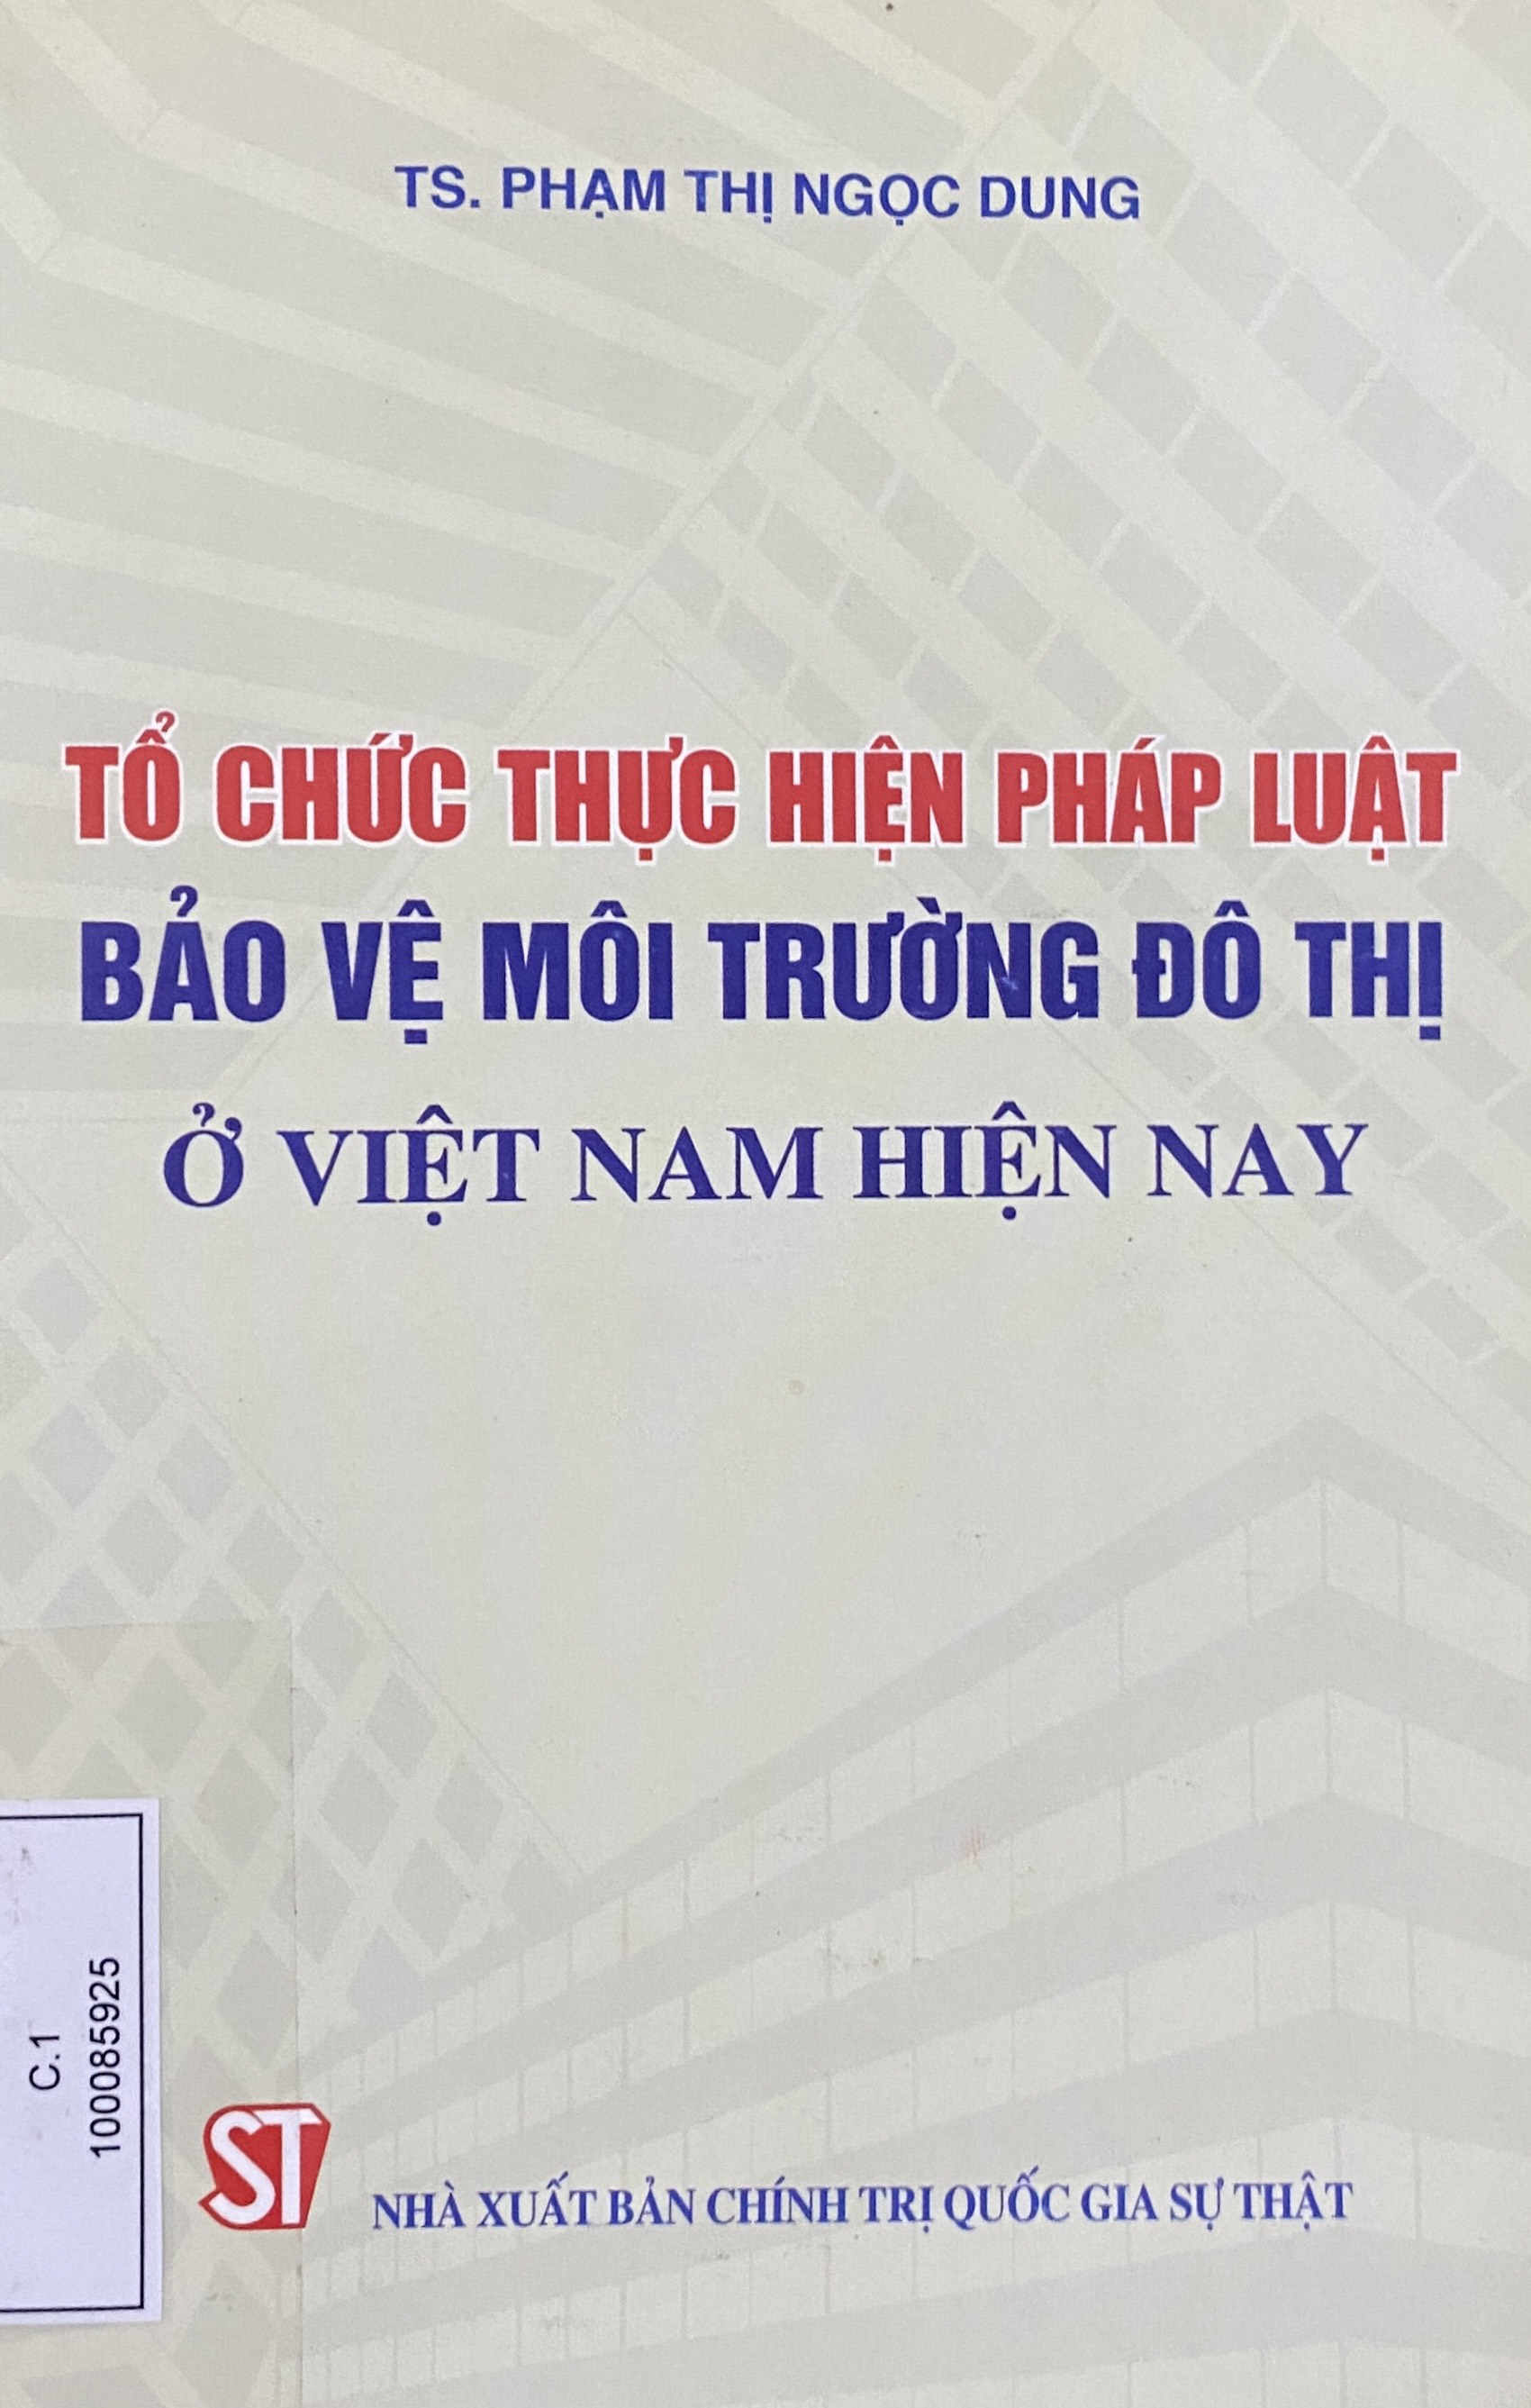 TS. PHẠM THỊ NGỌC DUNG
TỔ CHỨC THỰC HIỆN PHÁP LUẬT
BẢO VỆ MÔI TRƯỜNG ĐÔ THỊ
Ở VIỆT NAM HIỆN NAY
C.1
100085925
ST
NHÀ XUẤT BẢN CHÍNH TRỊ QUỐC GIA SỰ THẬT